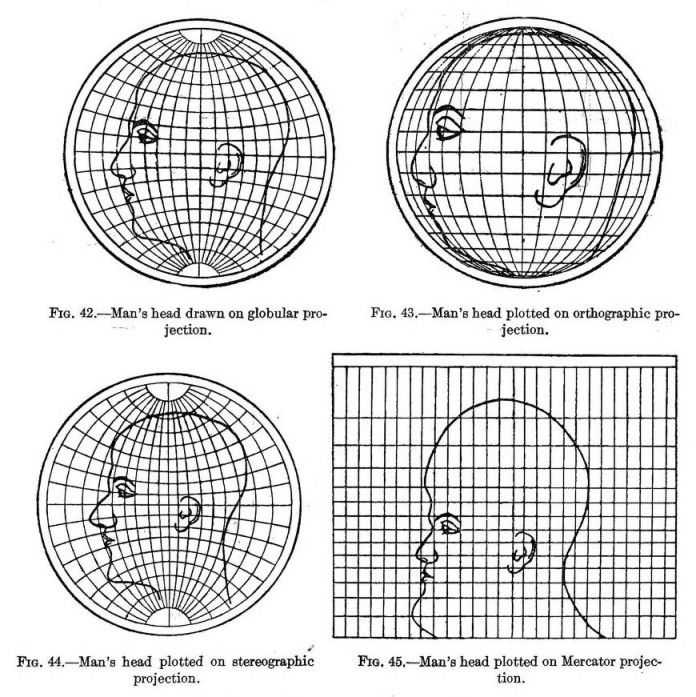 FIG. 42.—Man's head drawn on globular pro-
jection.
FIG. 43.—Man's head plotted on orthographic pro-
jection.
FIG. 44.—Man's head plotted on stereographic
projection.
FIG. 45.—Man's head plotted on Mercator projec-
tion.